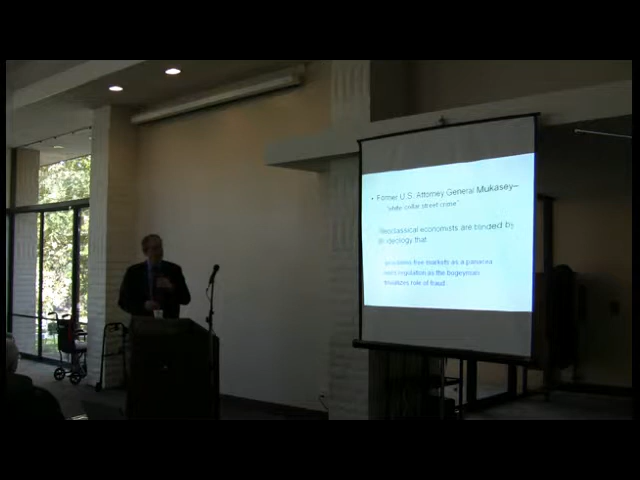 • Former U.S. Attorney General Mukasey–
"white collar street crime"
Neoclassical economists are blinded by
an ideology that
free markets as a panacea
regulation as the bogeyman
trivializes role of fraud